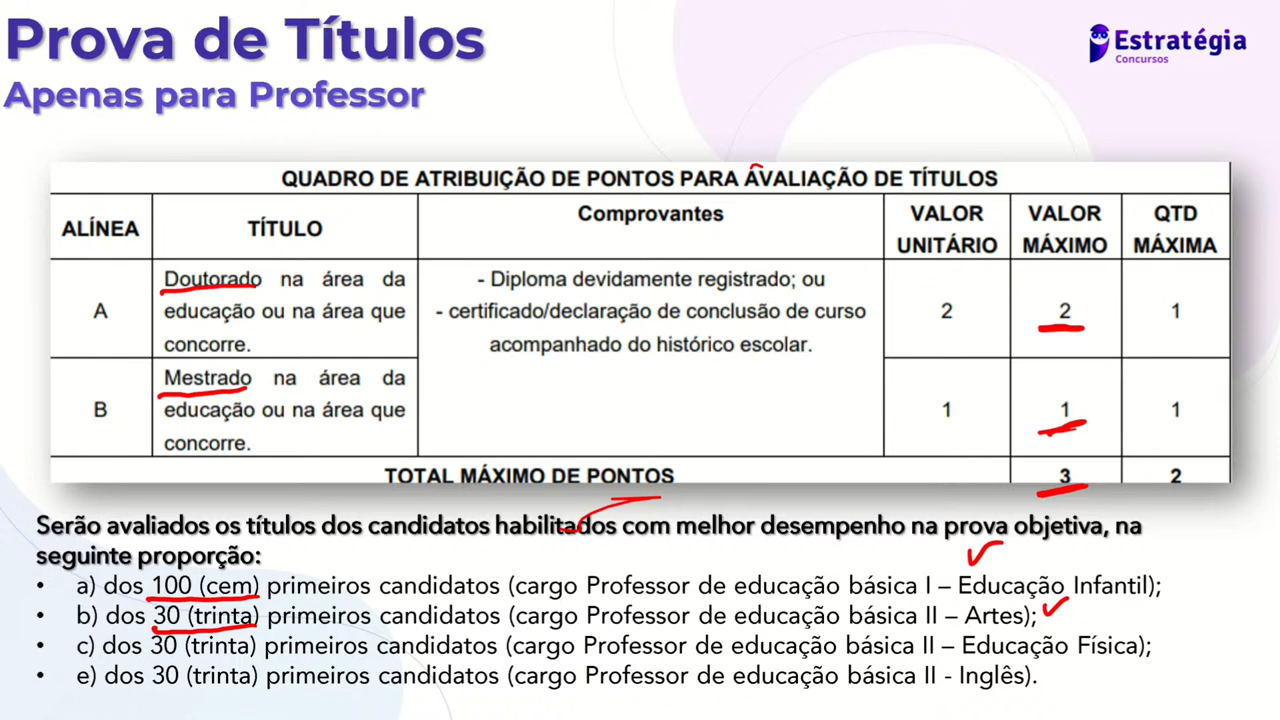 Prova de Títulos
Apenas para Professor
Estratégia
Concursos
QUADRO DE ATRIBUIÇÃO DE PONTOS PARA AVALIAÇÃO DE TÍTULOS
ALÍNEA
TÍTULO
Comprovantes
VALOR UNITÁRIO
VALOR MÁXIMO
QTD MÁXIMA
A
Doutorado na área da
educação ou na área que
concorre.
- Diploma devidamente registrado; ou
- certificado/declaração de conclusão de curso
acompanhado do histórico escolar.
2
2
1
B
Mestrado na área da
educação ou na área que
concorre.
1
1
1
TOTAL MÁXIMO DE PONTOS
3
2
Serão avaliados os títulos dos candidatos habilitados com melhor desempenho na prova objetiva, na
seguinte proporção:
• a) dos 100 (cem) primeiros candidatos (cargo Professor de educação básica I – Educação Infantil);
• b) dos 30 (trinta) primeiros candidatos (cargo Professor de educação básica II – Artes);
• c) dos 30 (trinta) primeiros candidatos (cargo Professor de educação básica II – Educação Física);
• e) dos 30 (trinta) primeiros candidatos (cargo Professor de educação básica II - Inglês).